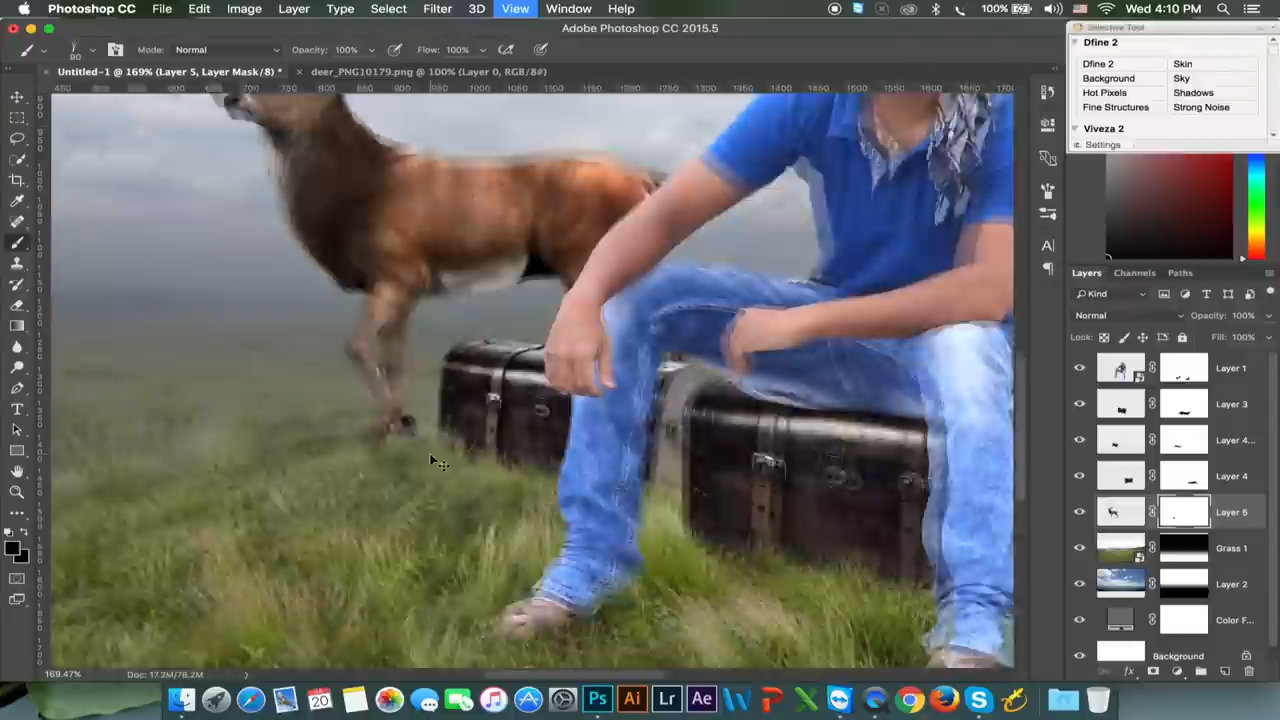 Photoshop CC File Edit Image Layer Type Select Filter 3D View Window Help 100% Wed 4:10 PM
Adobe Photoshop CC 2015.5
Selective Tool
80 Mode: Normal Opacity: 100% Flow: 100%
Dfine 2
Untitled-1 @ 169% (Layer 5, Layer Mask/8) * deer_PNG10179.png @ 100% (Layer 0, RGB/8#)
Dfine 2 Skin
Background Sky
Hot Pixels Shadows
Fine Structures Strong Noise
Viveza 2
Settings
Layers Channels Paths
Kind
Normal Opacity: 100%
Lock: Fill: 100%
Layer 1
Layer 3
Layer 4...
Layer 4
Layer 5
Grass 1
Layer 2
Color F...
Background
169.47% Doc: 17.2M/78.2M
fx
20
Ps Ai Lr Ae